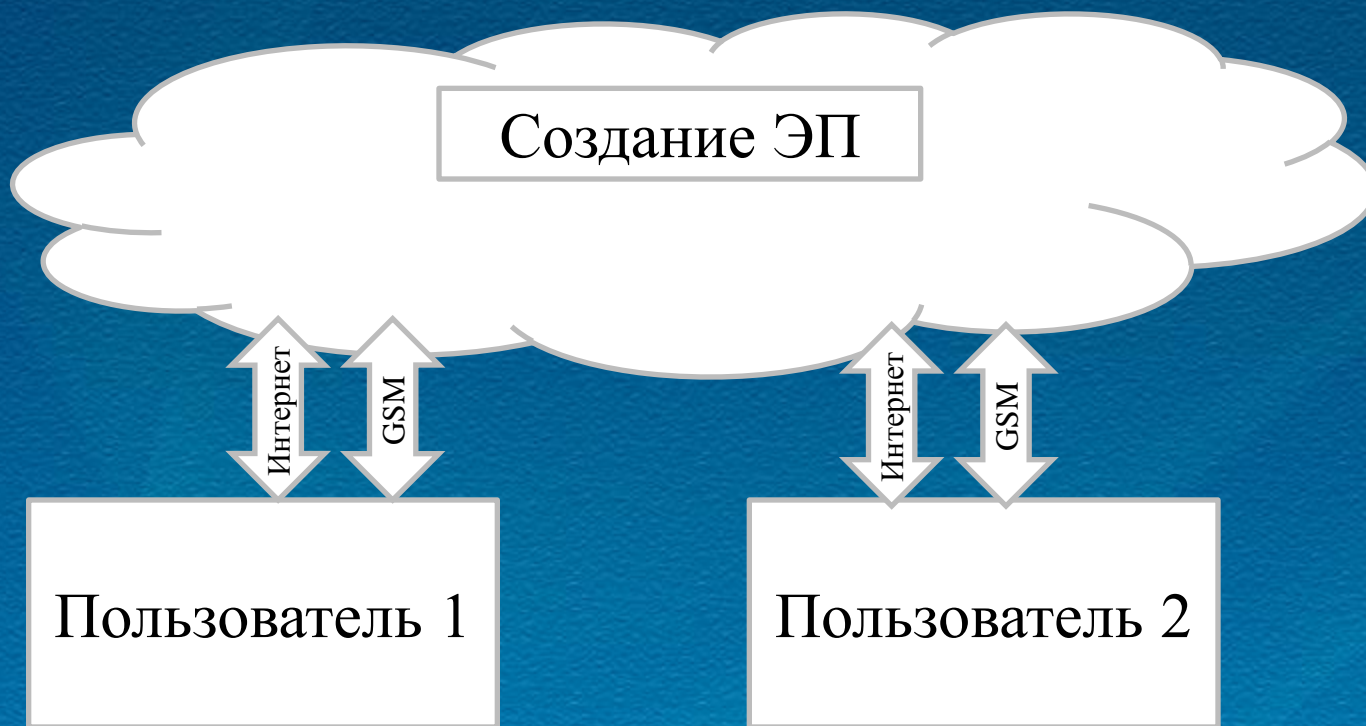 Создание ЭП
Интернет
GSM
Интернет
GSM
Пользователь 1
Пользователь 2